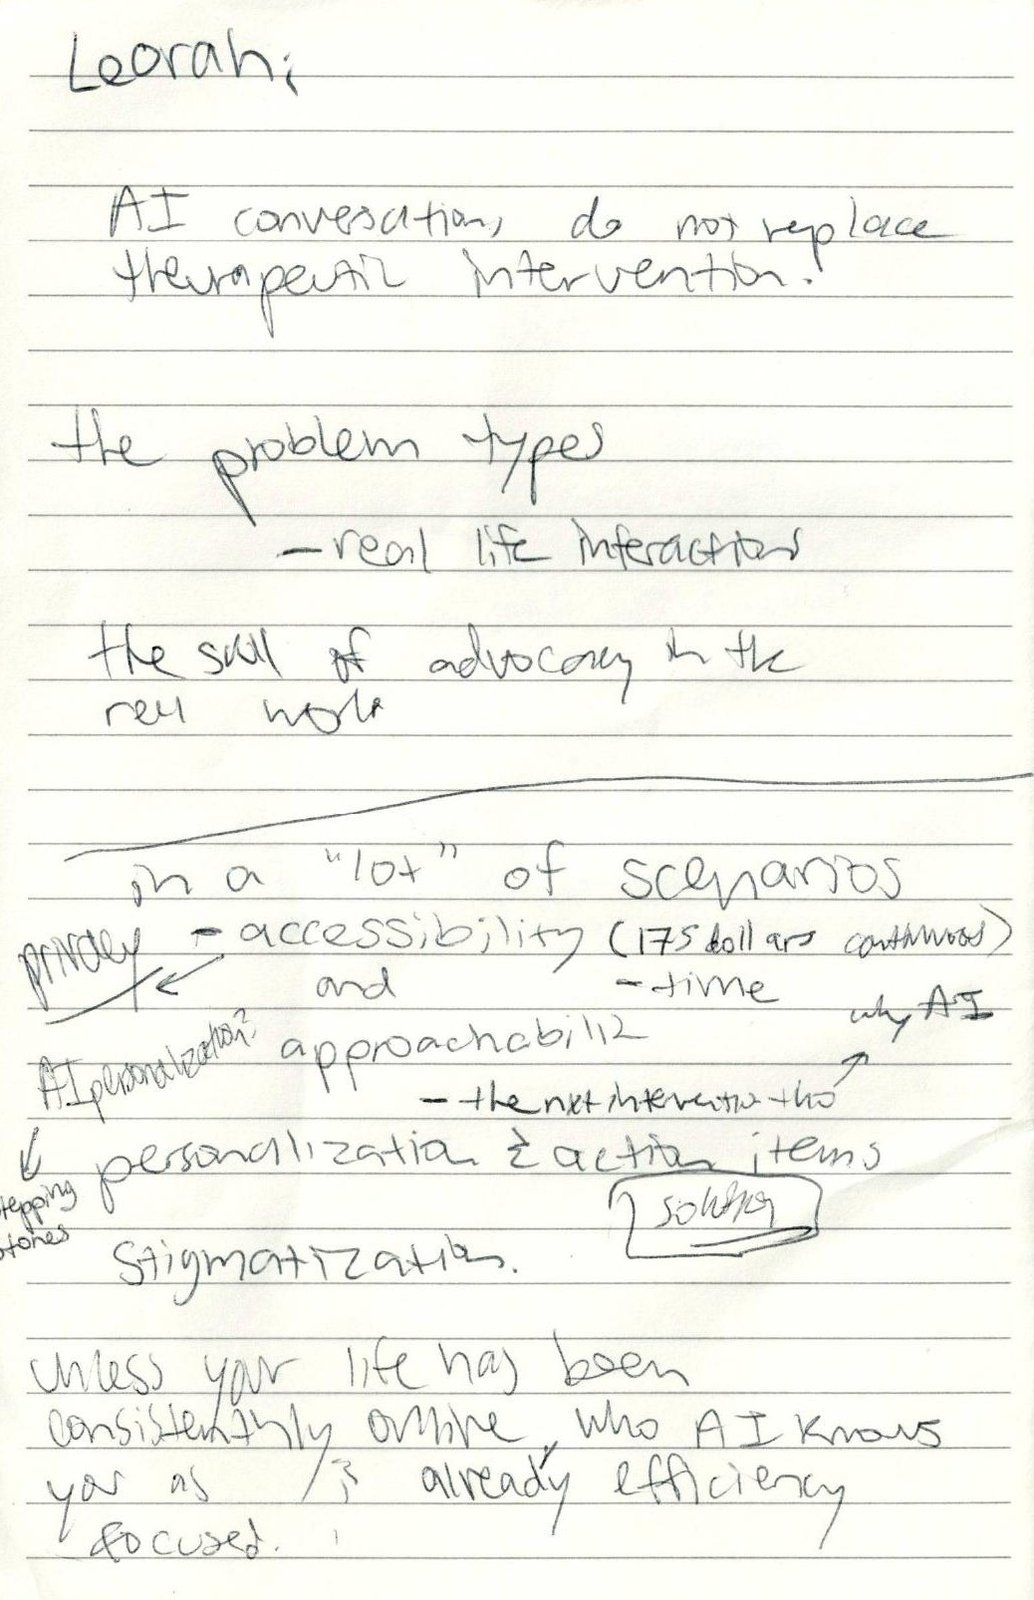 Leorah:
AI conversations do not replace
therapeutic intervention.
the problem types
- real life interactions
the skill of advocacy in the
real world
in a "lot" of scenarios
privacy
- accessibility (175 dollars continuous)
and - time
why AI
AI personalization?
approachability
- the next intervention tho
personalization & action items
stepping
stones
solution
Stigmatization.
unless your life has been
consistently online, who AI knows
you as is already efficiency
focused.